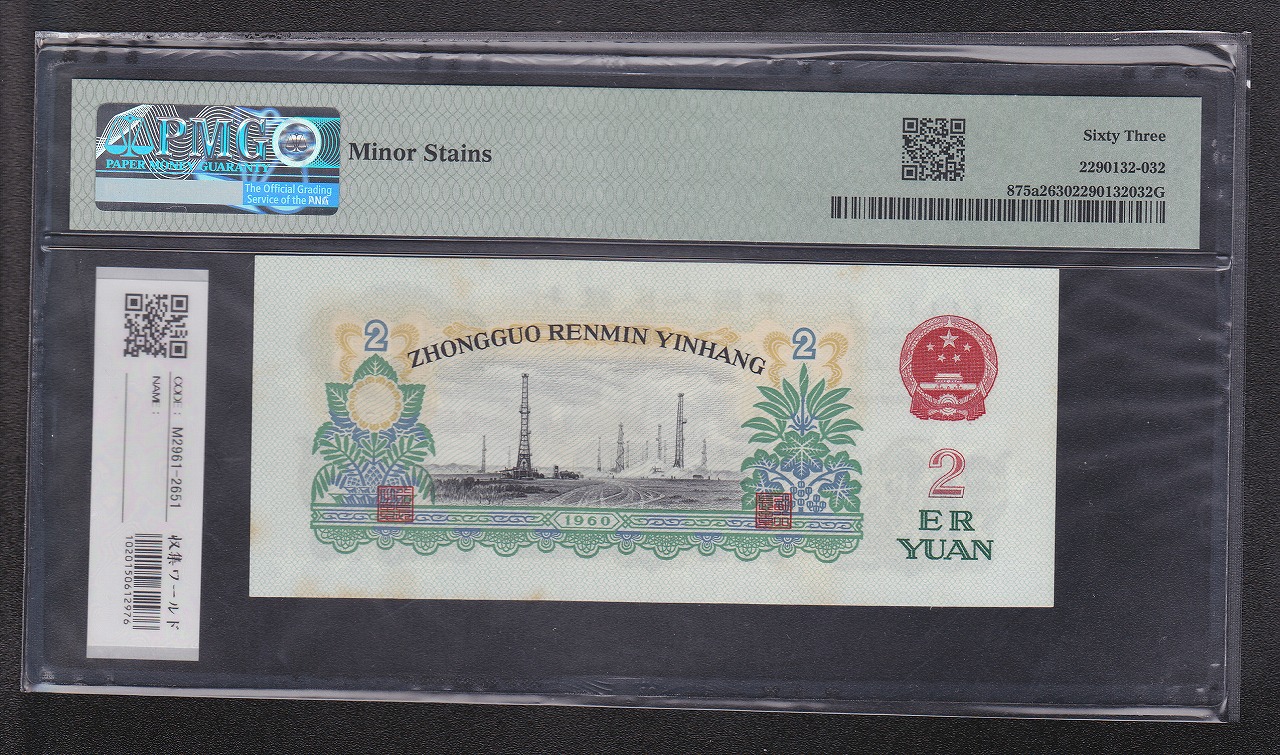 PMG
PAPER MONEY GUARANTY
The Official Grading
Service of the ANA
Minor Stains
Sixty Three
2290132-032
875a26302290132032G
CODE : M2961-2651
NAME :
収集ワールド
1020150612976
2
2
ZHONGGUO RENMIN YINHANG
1960
2
ER
YUAN